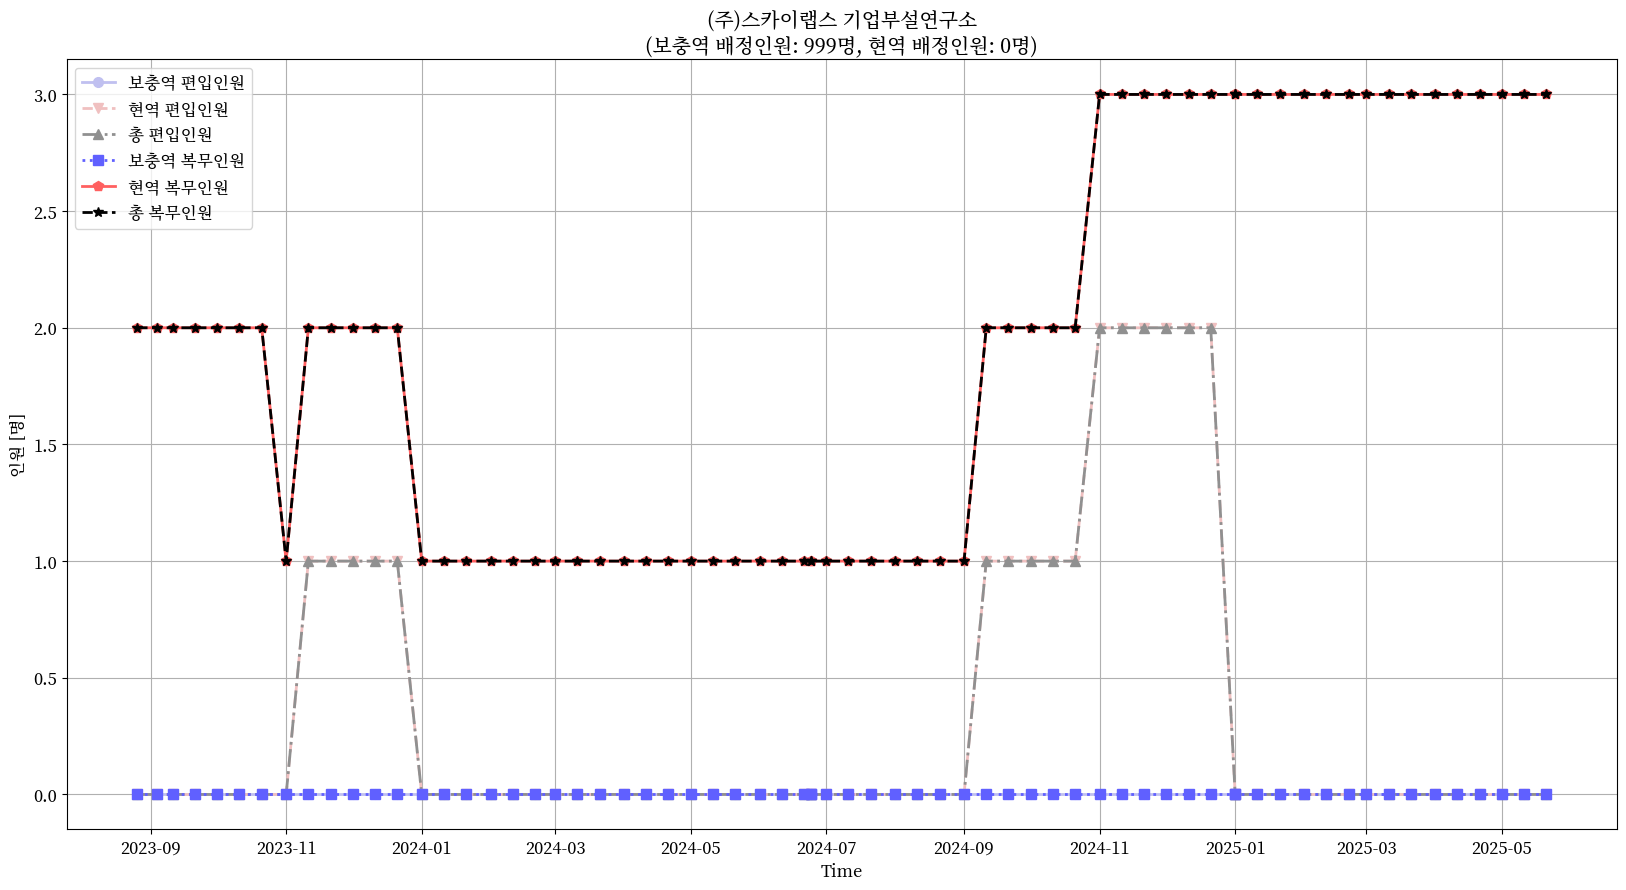 (주)스카이랩스 기업부설연구소
(보충역 배정인원: 999명, 현역 배정인원: 0명)
보충역 편입인원
현역 편입인원
총 편입인원
보충역 복무인원
현역 복무인원
총 복무인원
3.0
2.5
2.0
1.5
1.0
0.5
0.0
인원 [명]
2023-09 2023-11 2024-01 2024-03 2024-05 2024-07 2024-09 2024-11 2025-01 2025-03 2025-05
Time